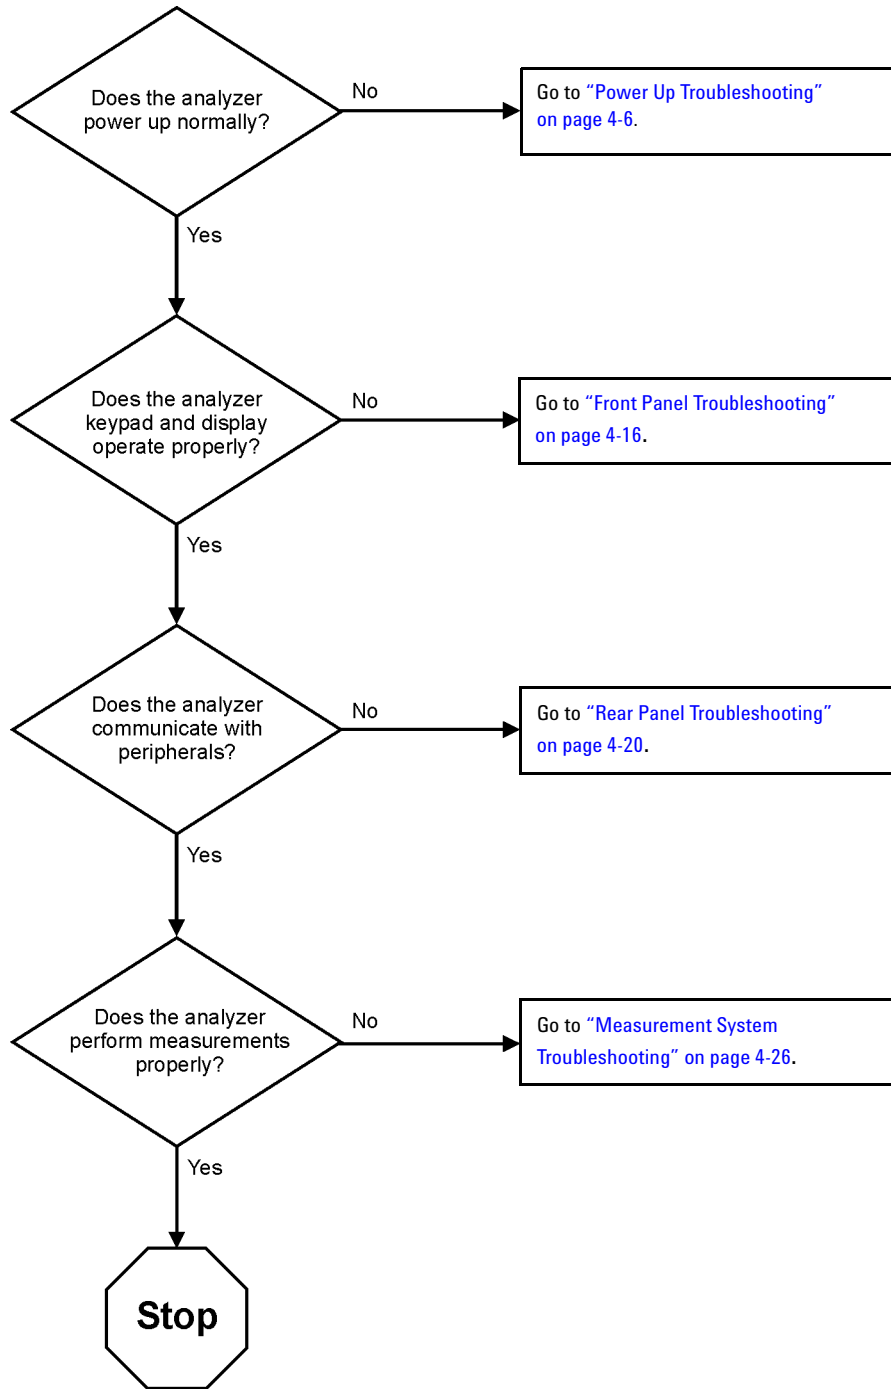 Does the analyzer
power up normally?
No
Go to “Power Up Troubleshooting”
on page 4-6.
Yes
Does the analyzer
keypad and display
operate properly?
No
Go to “Front Panel Troubleshooting”
on page 4-16.
Yes
Does the analyzer
communicate with
peripherals?
No
Go to “Rear Panel Troubleshooting”
on page 4-20.
Yes
Does the analyzer
perform measurements
properly?
No
Go to “Measurement System
Troubleshooting” on page 4-26.
Yes
Stop